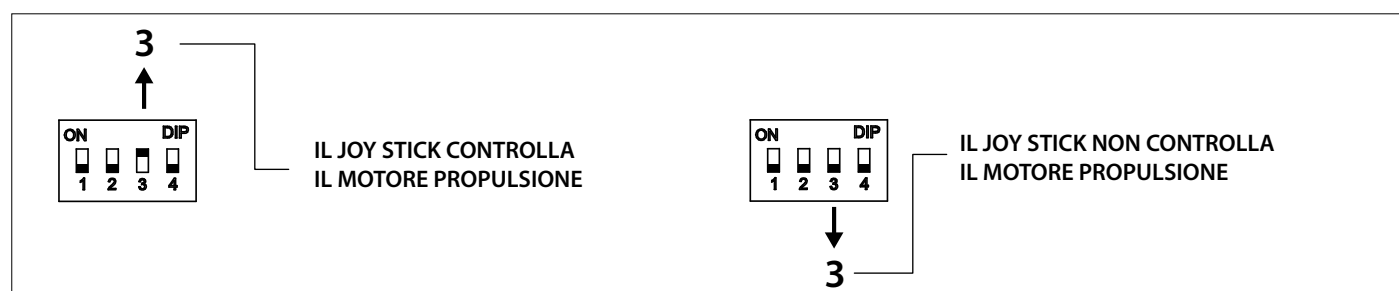 3
ON DIP
1 2 3 4
IL JOY STICK CONTROLLA
IL MOTORE PROPULSIONE
ON DIP
1 2 3 4
3
IL JOY STICK NON CONTROLLA
IL MOTORE PROPULSIONE